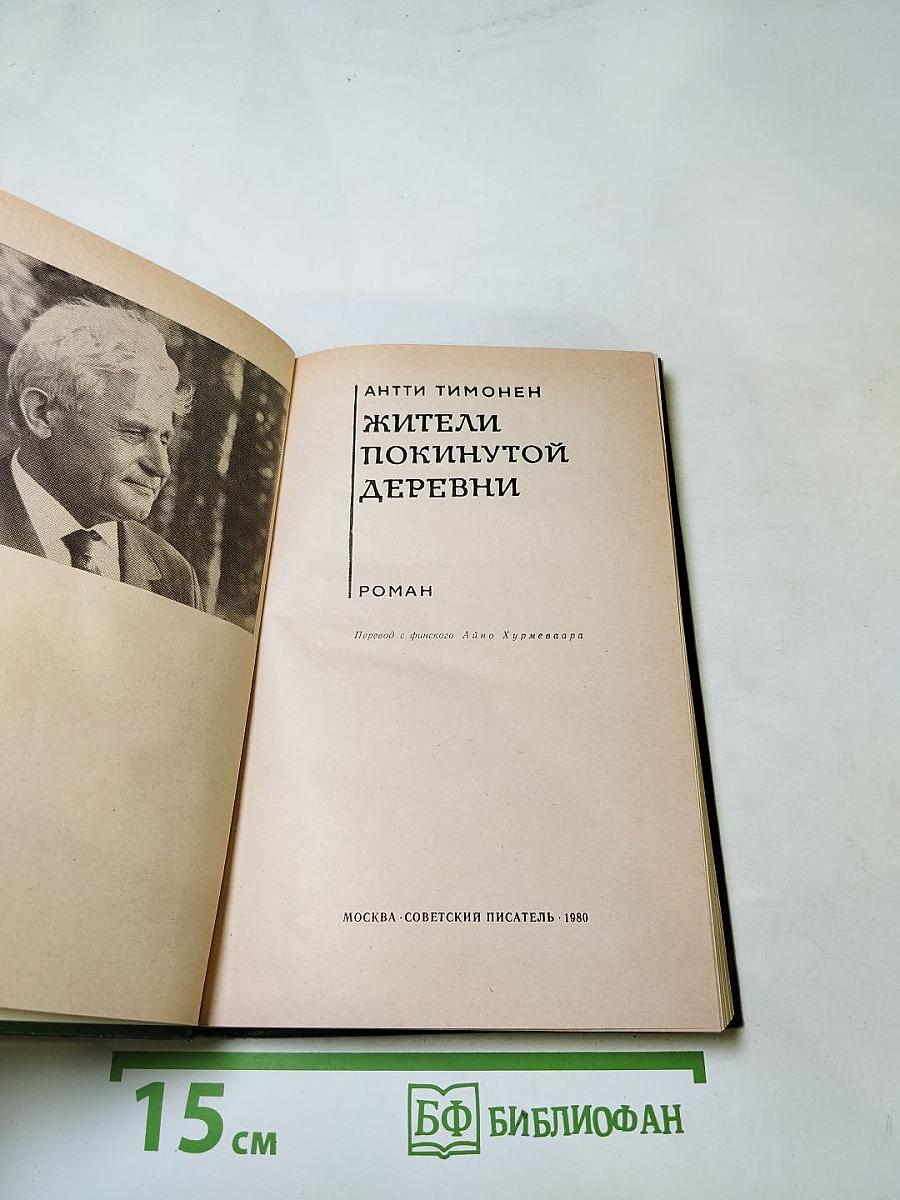 АНТТИ ТИМОНЕН
ЖИТЕЛИ
ПОКИНУТОЙ
ДЕРЕВНИ
РОМАН
Перевод с финского Айно Хурмеваара
МОСКВА · СОВЕТСКИЙ ПИСАТЕЛЬ · 1980
15 см
БФ БИБЛИОФАН